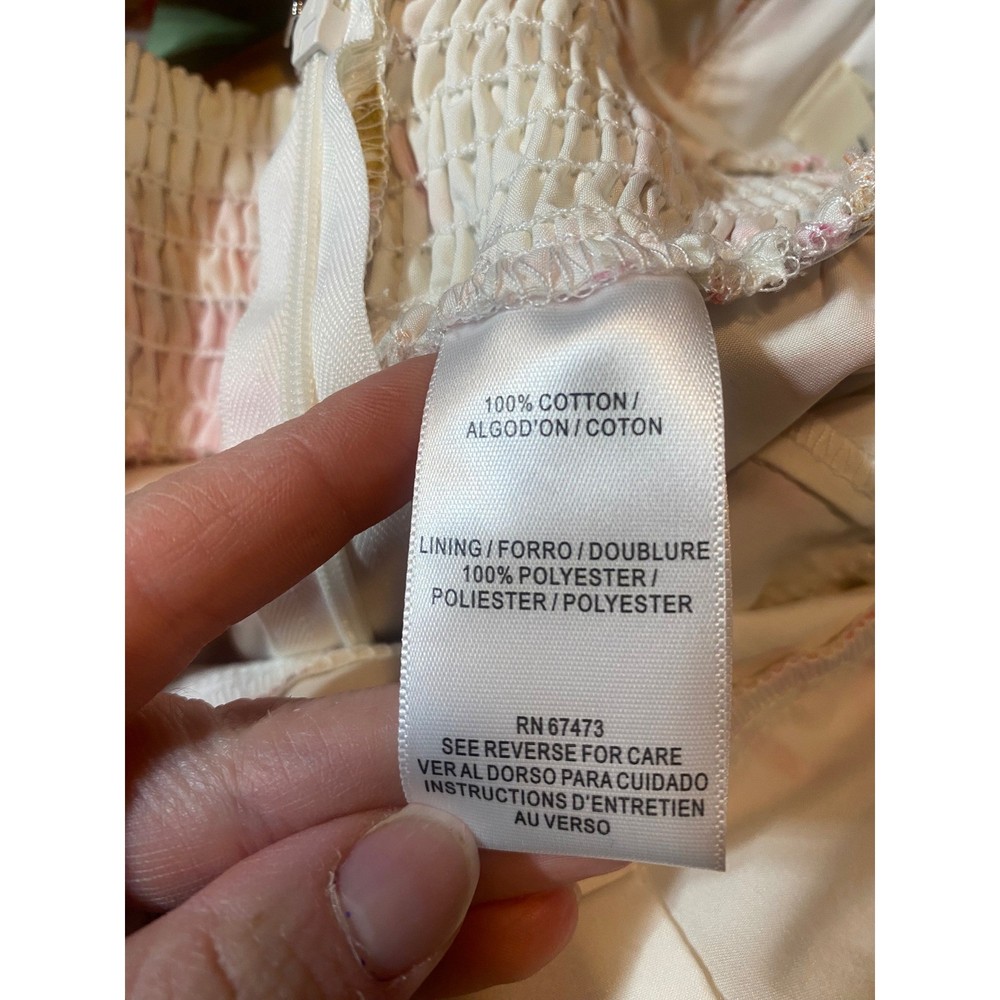 100% COTTON /
ALGOD'ON / COTON
LINING / FORRO / DOUBLURE
100% POLYESTER /
POLIESTER / POLYESTER
RN 67473
SEE REVERSE FOR CARE
VER AL DORSO PARA CUIDADO
INSTRUCTIONS D'ENTRETIEN
AU VERSO